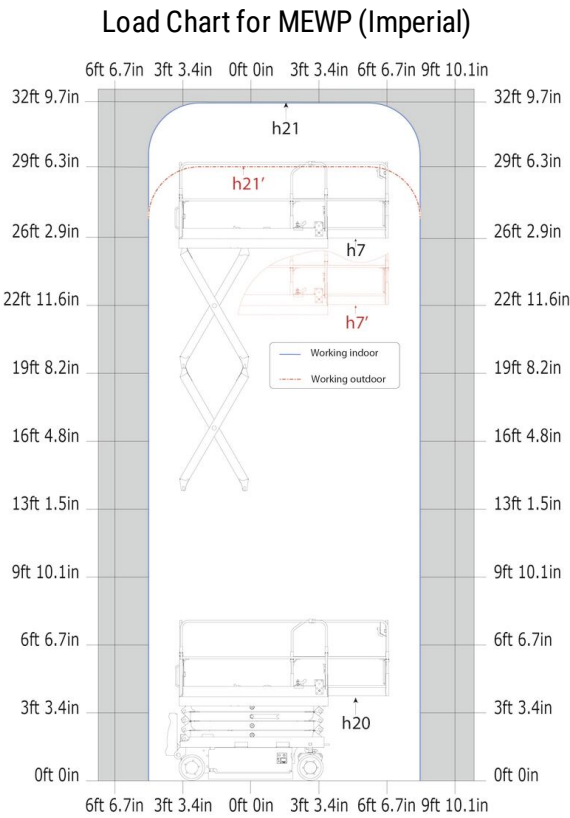 Load Chart for MEWP (Imperial)
6ft 6.7in 3ft 3.4in 0ft 0in 3ft 3.4in 6ft 6.7in 9ft 10.1in
32ft 9.7in 32ft 9.7in
h21
29ft 6.3in 29ft 6.3in
h21’
26ft 2.9in 26ft 2.9in
h7
22ft 11.6in 22ft 11.6in
h7’
Working indoor
19ft 8.2in 19ft 8.2in
Working outdoor
16ft 4.8in 16ft 4.8in
13ft 1.5in 13ft 1.5in
9ft 10.1in 9ft 10.1in
6ft 6.7in 6ft 6.7in
3ft 3.4in 3ft 3.4in
h20
0ft 0in 0ft 0in
6ft 6.7in 3ft 3.4in 0ft 0in 3ft 3.4in 6ft 6.7in 9ft 10.1in